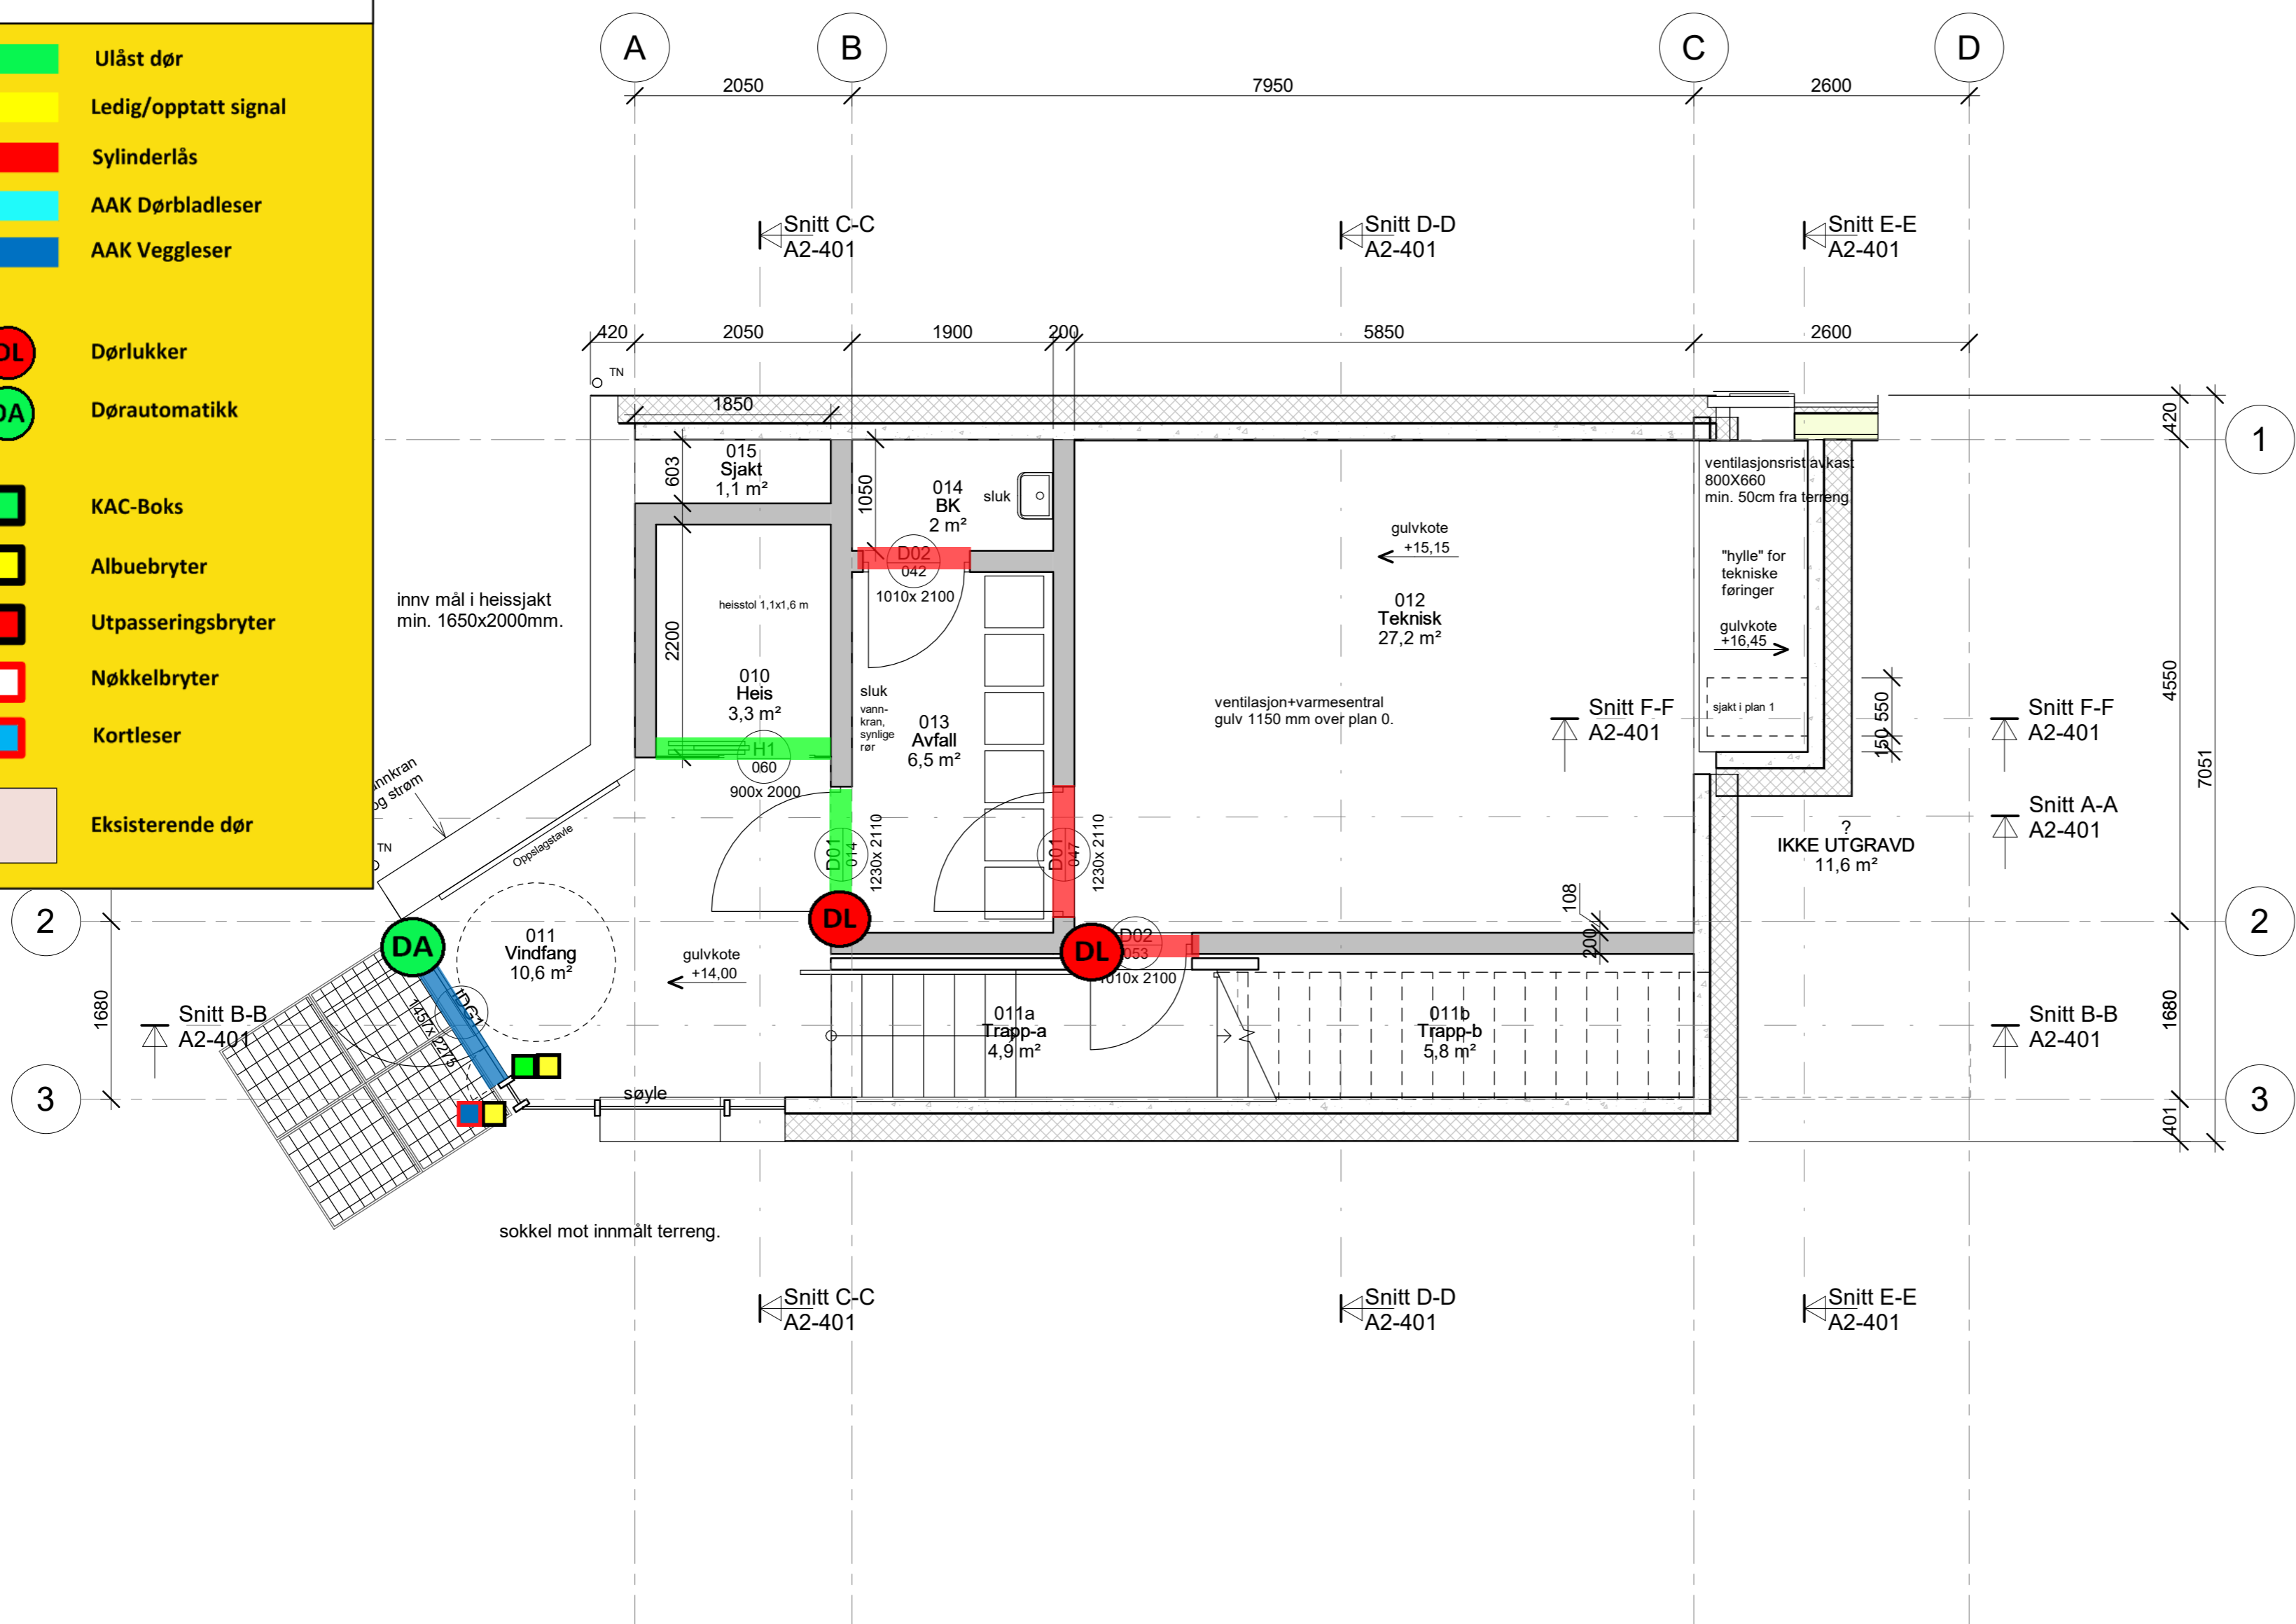 Ulåst dør
Ledig/opptatt signal
Sylinderlås
AAK Dørbladleser
AAK Veggleser
DL
Dørlukker
DA
Dørautomatikk
KAC-Boks
Albuebryter
Utpasseringsbryter
Nøkkelbryter
Kortleser
Eksisterende dør
A
B
C
D
2050
7950
2600
Snitt C-C
A2-401
Snitt D-D
A2-401
Snitt E-E
A2-401
420
2050
1900
200
5850
2600
TN
1850
420
1
603
015
Sjakt
1,1 m²
1050
014
BK
2 m²
sluk
ventilasjonsrist avkast
800X660
min. 50cm fra terreng
gulvkote
+15,15
D02
042
1010x 2100
"hylle" for
tekniske
føringer
innv mål i heissjakt
min. 1650x2000mm.
heisstol 1,1x1,6 m
2200
012
Teknisk
27,2 m²
gulvkote
+16,45
010
Heis
3,3 m²
sluk
vann-
kran,
synlige
rør
013
Avfall
6,5 m²
ventilasjon+varmesentral
gulv 1150 mm over plan 0.
sjakt i plan 1
550
150
4550
7051
Snitt F-F
A2-401
Snitt F-F
A2-401
H1
060
900x 2000
og strøm
TN
Oppslagstavle
D01
014
1230x 2110
D01
047
1230x 2110
?
IKKE UTGRAVD
11,6 m²
Snitt A-A
A2-401
108
200
2
DL
2
DA
011
Vindfang
10,6 m²
gulvkote
+14,00
DL
D02
053
1010x 2100
1680
Snitt B-B
A2-401
DG1
1457x 2275
011a
Trapp-a
4,9 m²
011b
Trapp-b
5,8 m²
1680
Snitt B-B
A2-401
3
søyle
3
401
sokkel mot innmålt terreng.
Snitt C-C
A2-401
Snitt D-D
A2-401
Snitt E-E
A2-401